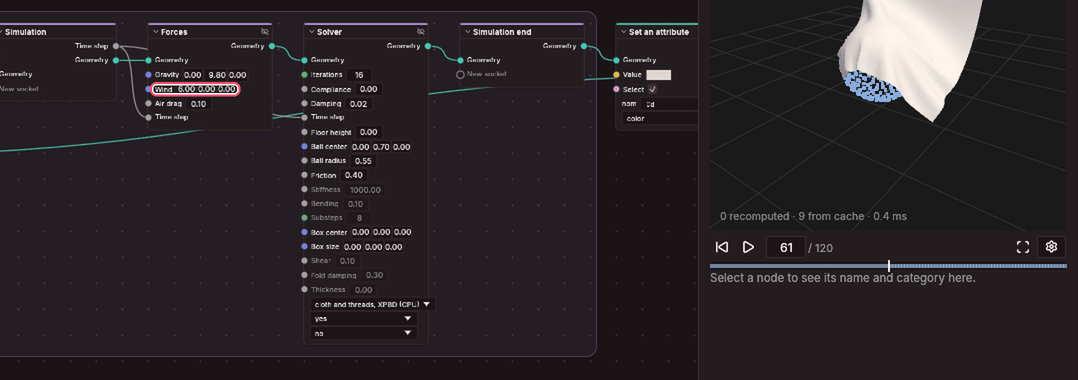 Simulation
Time step
Geometry
Geometry
New socket
Forces
Geometry
Geometry
Gravity 0.00 9.80 0.00
Wind 6.00 0.00 0.00
Air drag 0.10
Time step
Solver
Geometry
Geometry
Iterations 16
Compliance 0.00
Damping 0.02
Time step
Floor height 0.00
Ball center 0.00 0.70 0.00
Ball radius 0.55
Friction 0.40
Stiffness 1000.00
Bending 0.10
Substeps 8
Box center 0.00 0.00 0.00
Box size 0.00 0.00 0.00
Shear 0.10
Fold damping 0.30
Thickness 0.00
cloth and threads, XPBD (CPU)
yes
no
Simulation end
Geometry
Geometry
New socket
Set an attribute
Value
Select
nom Cd
color
0 recomputed · 9 from cache · 0.4 ms
61 / 120
Select a node to see its name and category here.